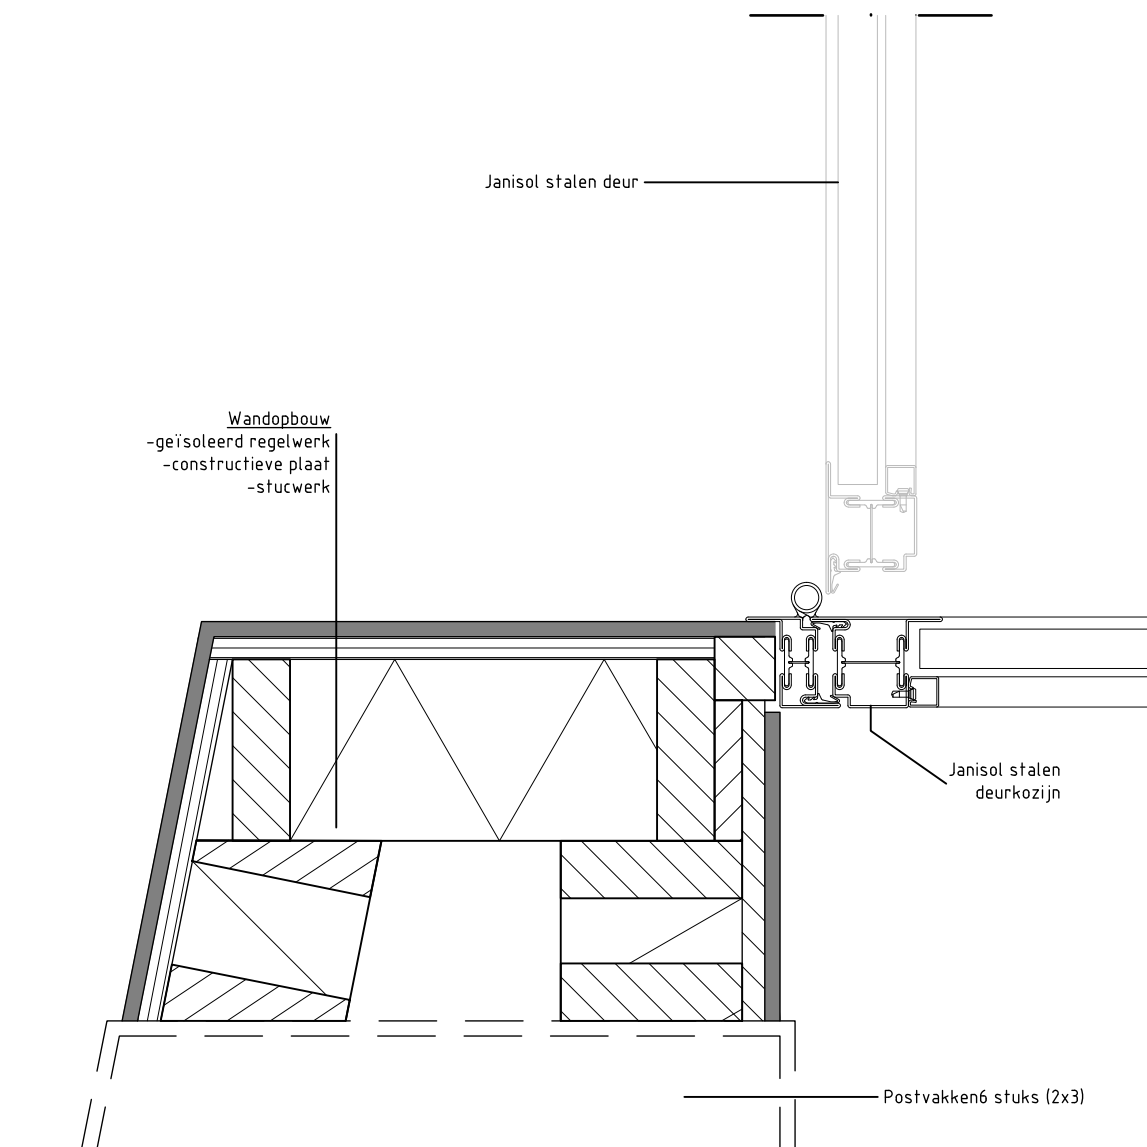 Janisol stalen deur
Wandopbouw
-geïsoleerd regelwerk
-constructieve plaat
-stucwerk
Janisol stalen
deurkozijn
Postvakken6 stuks (2x3)